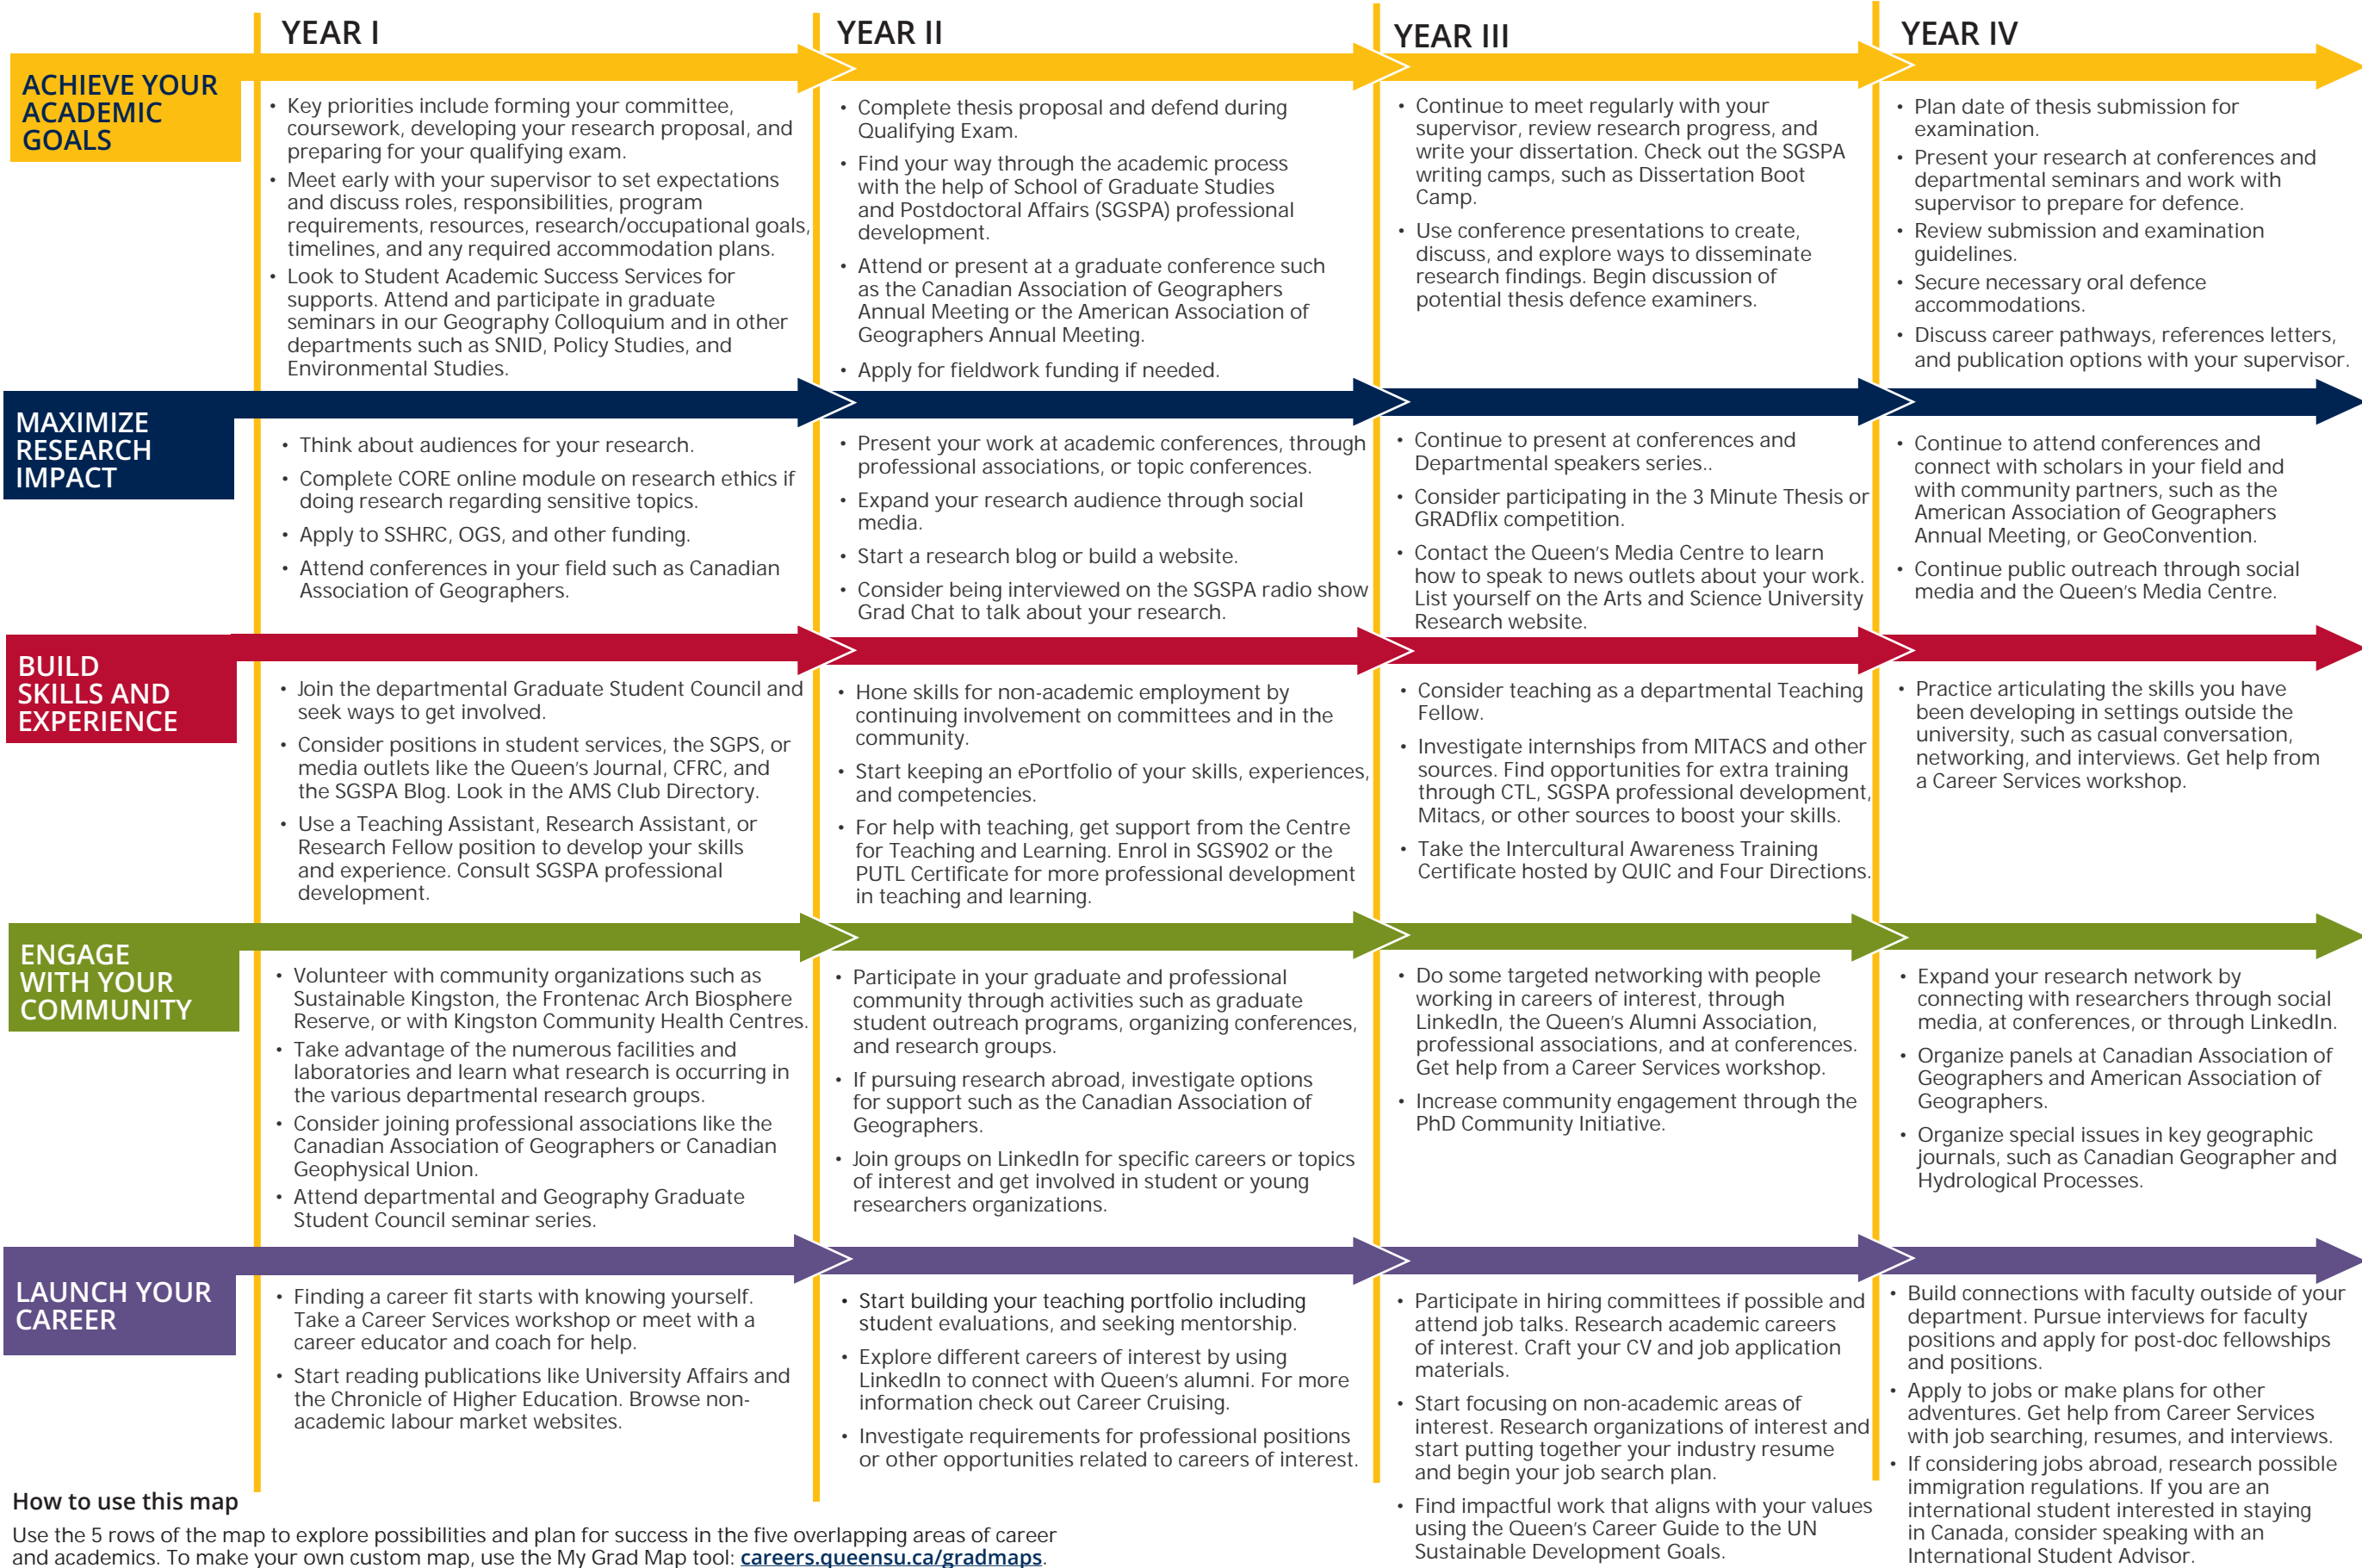 YEAR I
YEAR II
YEAR III
YEAR IV
ACHIEVE YOUR
ACADEMIC
GOALS
• Key priorities include forming your committee,
coursework, developing your research proposal, and
preparing for your qualifying exam.
• Meet early with your supervisor to set expectations
and discuss roles, responsibilities, program
requirements, resources, research/occupational goals,
timelines, and any required accommodation plans.
• Look to Student Academic Success Services for
supports. Attend and participate in graduate
seminars in our Geography Colloquium and in other
departments such as SNID, Policy Studies, and
Environmental Studies.
• Complete thesis proposal and defend during
Qualifying Exam.
• Find your way through the academic process
with the help of School of Graduate Studies
and Postdoctoral Affairs (SGSPA) professional
development.
• Attend or present at a graduate conference such
as the Canadian Association of Geographers
Annual Meeting or the American Association of
Geographers Annual Meeting.
• Apply for fieldwork funding if needed.
• Continue to meet regularly with your
supervisor, review research progress, and
write your dissertation. Check out the SGSPA
writing camps, such as Dissertation Boot
Camp.
• Use conference presentations to create,
discuss, and explore ways to disseminate
research findings. Begin discussion of
potential thesis defence examiners.
• Plan date of thesis submission for
examination.
• Present your research at conferences and
departmental seminars and work with
supervisor to prepare for defence.
• Review submission and examination
guidelines.
• Secure necessary oral defence
accommodations.
• Discuss career pathways, references letters,
and publication options with your supervisor.
MAXIMIZE
RESEARCH
IMPACT
• Think about audiences for your research.
• Complete CORE online module on research ethics if
doing research regarding sensitive topics.
• Apply to SSHRC, OGS, and other funding.
• Attend conferences in your field such as Canadian
Association of Geographers.
• Present your work at academic conferences, through
professional associations, or topic conferences.
• Expand your research audience through social
media.
• Start a research blog or build a website.
• Consider being interviewed on the SGSPA radio show
Grad Chat to talk about your research.
• Continue to present at conferences and
Departmental speakers series..
• Consider participating in the 3 Minute Thesis or
GRADflix competition.
• Contact the Queen's Media Centre to learn
how to speak to news outlets about your work.
List yourself on the Arts and Science University
Research website.
• Continue to attend conferences and
connect with scholars in your field and
with community partners, such as the
American Association of Geographers
Annual Meeting, or GeoConvention.
• Continue public outreach through social
media and the Queen's Media Centre.
BUILD
SKILLS AND
EXPERIENCE
• Join the departmental Graduate Student Council and
seek ways to get involved.
• Consider positions in student services, the SGPS, or
media outlets like the Queen's Journal, CFRC, and
the SGSPA Blog. Look in the AMS Club Directory.
• Use a Teaching Assistant, Research Assistant, or
Research Fellow position to develop your skills
and experience. Consult SGSPA professional
development.
• Hone skills for non-academic employment by
continuing involvement on committees and in the
community.
• Start keeping an ePortfolio of your skills, experiences,
and competencies.
• For help with teaching, get support from the Centre
for Teaching and Learning. Enrol in SGS902 or the
PUTL Certificate for more professional development
in teaching and learning.
• Consider teaching as a departmental Teaching
Fellow.
• Investigate internships from MITACS and other
sources. Find opportunities for extra training
through CTL, SGSPA professional development,
Mitacs, or other sources to boost your skills.
• Take the Intercultural Awareness Training
Certificate hosted by QUIC and Four Directions.
• Practice articulating the skills you have
been developing in settings outside the
university, such as casual conversation,
networking, and interviews. Get help from
a Career Services workshop.
ENGAGE
WITH YOUR
COMMUNITY
• Volunteer with community organizations such as
Sustainable Kingston, the Frontenac Arch Biosphere
Reserve, or with Kingston Community Health Centres.
• Take advantage of the numerous facilities and
laboratories and learn what research is occurring in
the various departmental research groups.
• Consider joining professional associations like the
Canadian Association of Geographers or Canadian
Geophysical Union.
• Attend departmental and Geography Graduate
Student Council seminar series.
• Participate in your graduate and professional
community through activities such as graduate
student outreach programs, organizing conferences,
and research groups.
• If pursuing research abroad, investigate options
for support such as the Canadian Association of
Geographers.
• Join groups on LinkedIn for specific careers or topics
of interest and get involved in student or young
researchers organizations.
• Do some targeted networking with people
working in careers of interest, through
LinkedIn, the Queen's Alumni Association,
professional associations, and at conferences.
Get help from a Career Services workshop.
• Increase community engagement through the
PhD Community Initiative.
• Expand your research network by
connecting with researchers through social
media, at conferences, or through LinkedIn.
• Organize panels at Canadian Association of
Geographers and American Association of
Geographers.
• Organize special issues in key geographic
journals, such as Canadian Geographer and
Hydrological Processes.
LAUNCH YOUR
CAREER
• Finding a career fit starts with knowing yourself.
Take a Career Services workshop or meet with a
career educator and coach for help.
• Start reading publications like University Affairs and
the Chronicle of Higher Education. Browse non-
academic labour market websites.
• Start building your teaching portfolio including
student evaluations, and seeking mentorship.
• Explore different careers of interest by using
LinkedIn to connect with Queen's alumni. For more
information check out Career Cruising.
• Investigate requirements for professional positions
or other opportunities related to careers of interest.
• Participate in hiring committees if possible and
attend job talks. Research academic careers
of interest. Craft your CV and job application
materials.
• Start focusing on non-academic areas of
interest. Research organizations of interest and
start putting together your industry resume
and begin your job search plan.
• Find impactful work that aligns with your values
using the Queen's Career Guide to the UN
Sustainable Development Goals.
• Build connections with faculty outside of your
department. Pursue interviews for faculty
positions and apply for post-doc fellowships
and positions.
• Apply to jobs or make plans for other
adventures. Get help from Career Services
with job searching, resumes, and interviews.
• If considering jobs abroad, research possible
immigration regulations. If you are an
international student interested in staying
in Canada, consider speaking with an
International Student Advisor.
How to use this map
Use the 5 rows of the map to explore possibilities and plan for success in the five overlapping areas of career
and academics. To make your own custom map, use the My Grad Map tool: careers.queensu.ca/gradmaps.